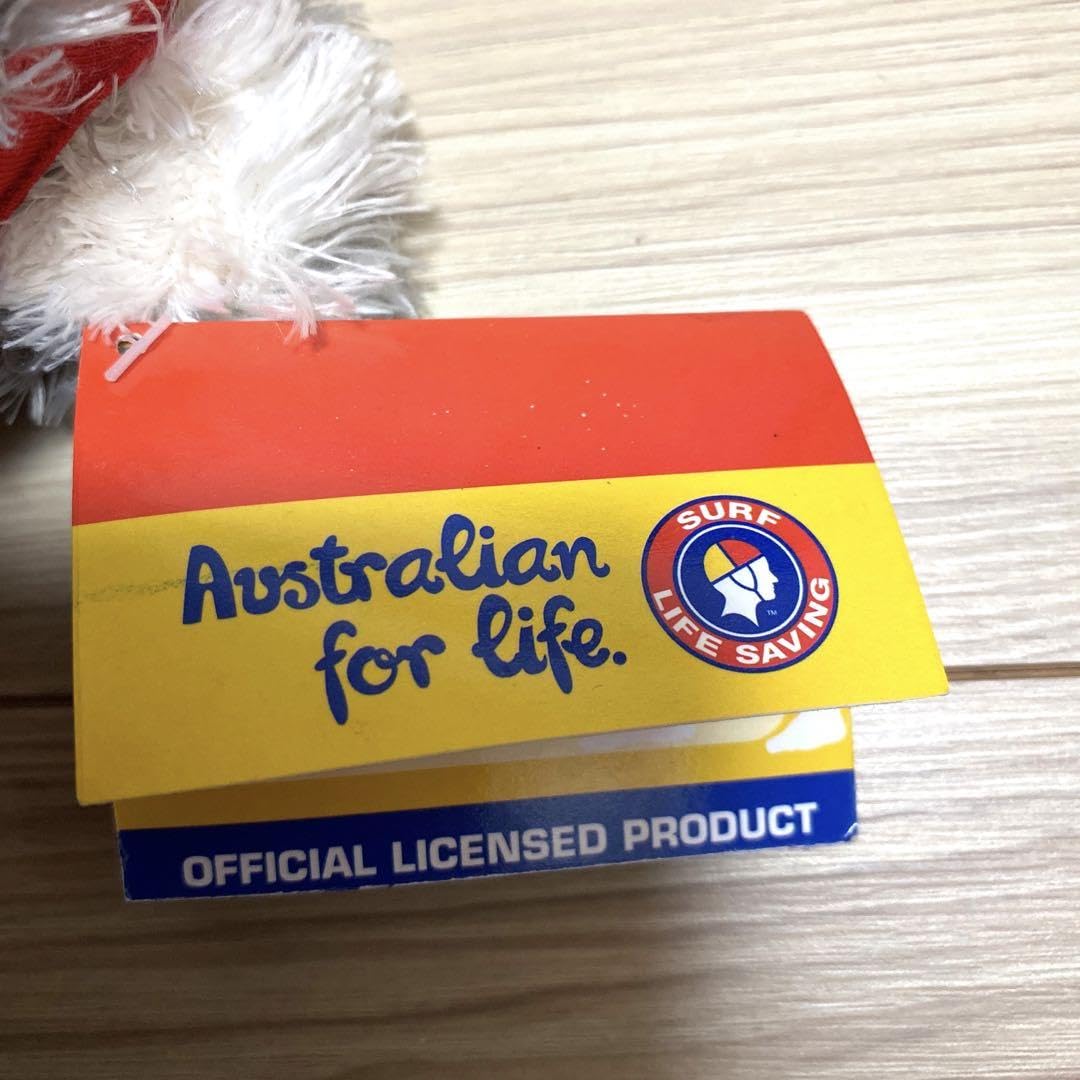 Australian
for life.
SURF
LIFE SAVING
TM
OFFICIAL LICENSED PRODUCT